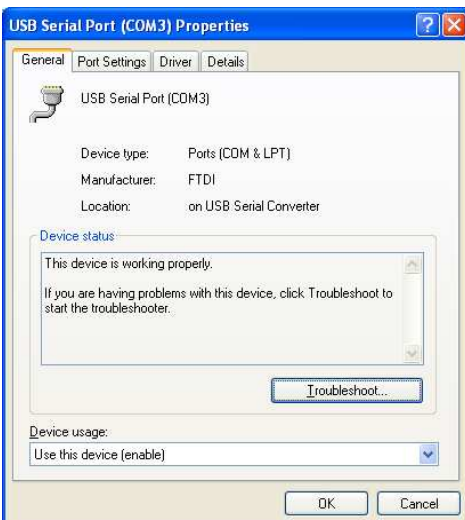 USB Serial Port (COM3) Properties
General Port Settings Driver Details
USB Serial Port (COM3)
Device type: Ports (COM & LPT)
Manufacturer: FTDI
Location: on USB Serial Converter
Device status
This device is working properly.
If you are having problems with this device, click Troubleshoot to
start the troubleshooter.
Troubleshoot...
Device usage:
Use this device (enable)
OK Cancel